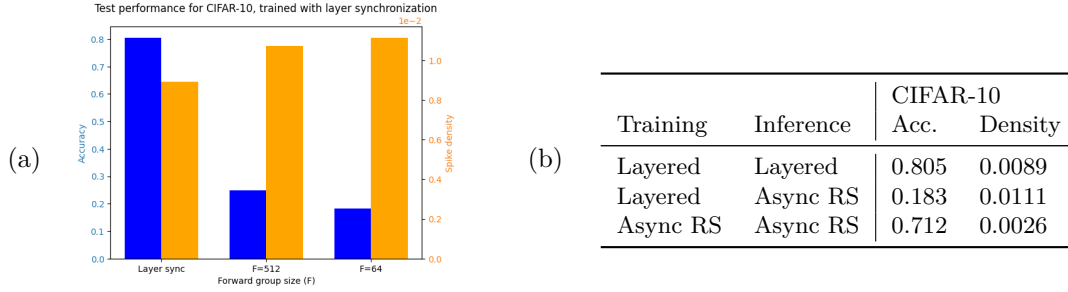 Test performance for CIFAR-10, trained with layer synchronization
1e−2
0.8
0.7
0.6
0.5
0.4
0.3
0.2
0.1
0.0
Accuracy
1.0
0.8
0.6
0.4
0.2
0.0
Spike density
Layer sync F=512 F=64
Forward group size (F)
(a)
(b)
CIFAR-10
Training Inference Acc. Density
Layered Layered 0.805 0.0089
Layered Async RS 0.183 0.0111
Async RS Async RS 0.712 0.0026